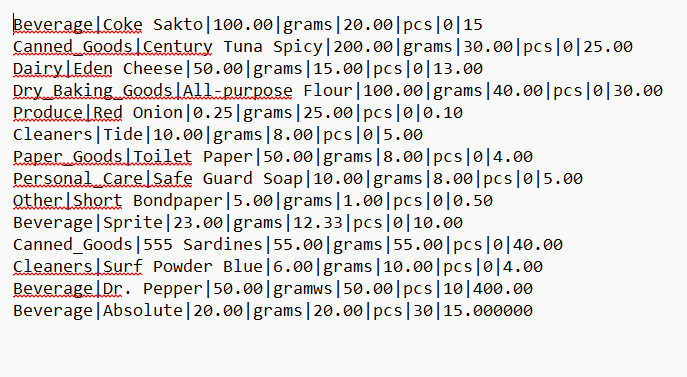 Beverage|Coke Sakto|100.00|grams|20.00|pcs|0|15
Canned_Goods|Century Tuna Spicy|200.00|grams|30.00|pcs|0|25.00
Dairy|Eden Cheese|50.00|grams|15.00|pcs|0|13.00
Dry_Baking_Goods|All-purpose Flour|100.00|grams|40.00|pcs|0|30.00
Produce|Red Onion|0.25|grams|25.00|pcs|0|0.10
Cleaners|Tide|10.00|grams|8.00|pcs|0|5.00
Paper_Goods|Toilet Paper|50.00|grams|8.00|pcs|0|4.00
Personal_Care|Safe Guard Soap|10.00|grams|8.00|pcs|0|5.00
Other|Short Bondpaper|5.00|grams|1.00|pcs|0|0.50
Beverage|Sprite|23.00|grams|12.33|pcs|0|10.00
Canned_Goods|555 Sardines|55.00|grams|55.00|pcs|0|40.00
Cleaners|Surf Powder Blue|6.00|grams|10.00|pcs|0|4.00
Beverage|Dr. Pepper|50.00|gramws|50.00|pcs|10|400.00
Beverage|Absolute|20.00|grams|20.00|pcs|30|15.000000